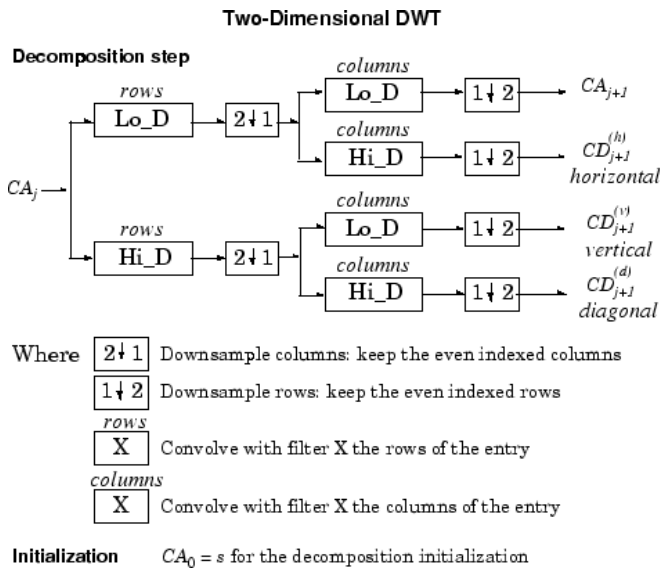 Two-Dimensional DWT
Decomposition step
columns
rows
Lo_D
1↓2
CA_{j+1}
Lo_D
2↓1
columns
Hi_D
1↓2
CD_{j+1}^{(h)}
horizontal
CA_j
columns
rows
Lo_D
1↓2
CD_{j+1}^{(v)}
vertical
Hi_D
2↓1
columns
Hi_D
1↓2
CD_{j+1}^{(d)}
diagonal
Where 2↓1 Downsample columns: keep the even indexed columns
1↓2 Downsample rows: keep the even indexed rows
rows
X Convolve with filter X the rows of the entry
columns
X Convolve with filter X the columns of the entry
Initialization CA_0 = s for the decomposition initialization